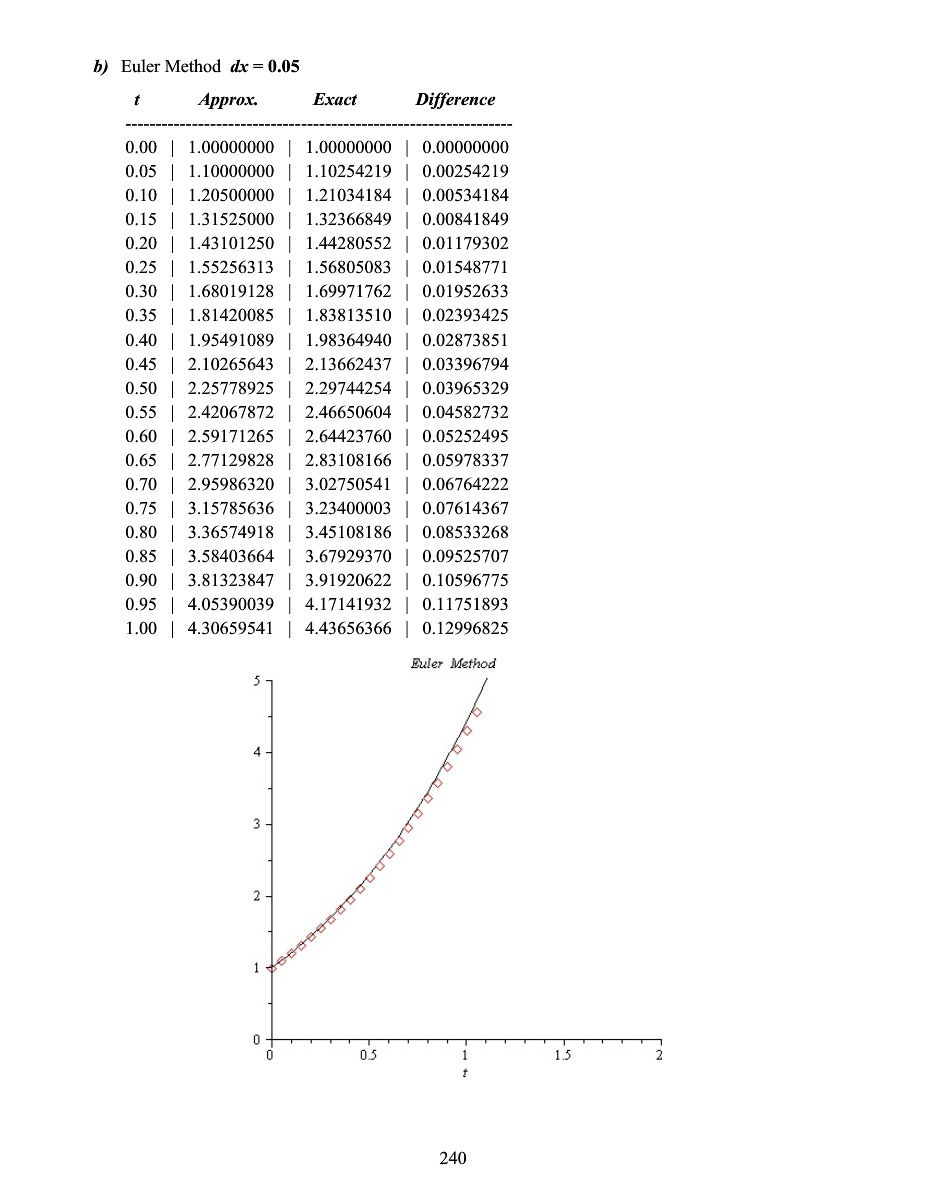 b) Euler Method dx = 0.05
t Approx. Exact Difference
----------------------------------------------------------------
0.00 | 1.00000000 | 1.00000000 | 0.00000000
0.05 | 1.10000000 | 1.10254219 | 0.00254219
0.10 | 1.20500000 | 1.21034184 | 0.00534184
0.15 | 1.31525000 | 1.32366849 | 0.00841849
0.20 | 1.43101250 | 1.44280552 | 0.01179302
0.25 | 1.55256313 | 1.56805083 | 0.01548771
0.30 | 1.68019128 | 1.69971762 | 0.01952633
0.35 | 1.81420085 | 1.83813510 | 0.02393425
0.40 | 1.95491089 | 1.98364940 | 0.02873851
0.45 | 2.10265643 | 2.13662437 | 0.03396794
0.50 | 2.25778925 | 2.29744254 | 0.03965329
0.55 | 2.42067872 | 2.46650604 | 0.04582732
0.60 | 2.59171265 | 2.64423760 | 0.05252495
0.65 | 2.77129828 | 2.83108166 | 0.05978337
0.70 | 2.95986320 | 3.02750541 | 0.06764222
0.75 | 3.15785636 | 3.23400003 | 0.07614367
0.80 | 3.36574918 | 3.45108186 | 0.08533268
0.85 | 3.58403664 | 3.67929370 | 0.09525707
0.90 | 3.81323847 | 3.91920622 | 0.10596775
0.95 | 4.05390039 | 4.17141932 | 0.11751893
1.00 | 4.30659541 | 4.43656366 | 0.12996825
Euler Method
5
4
3
2
1
0
0 0.5 1 1.5 2
t
240